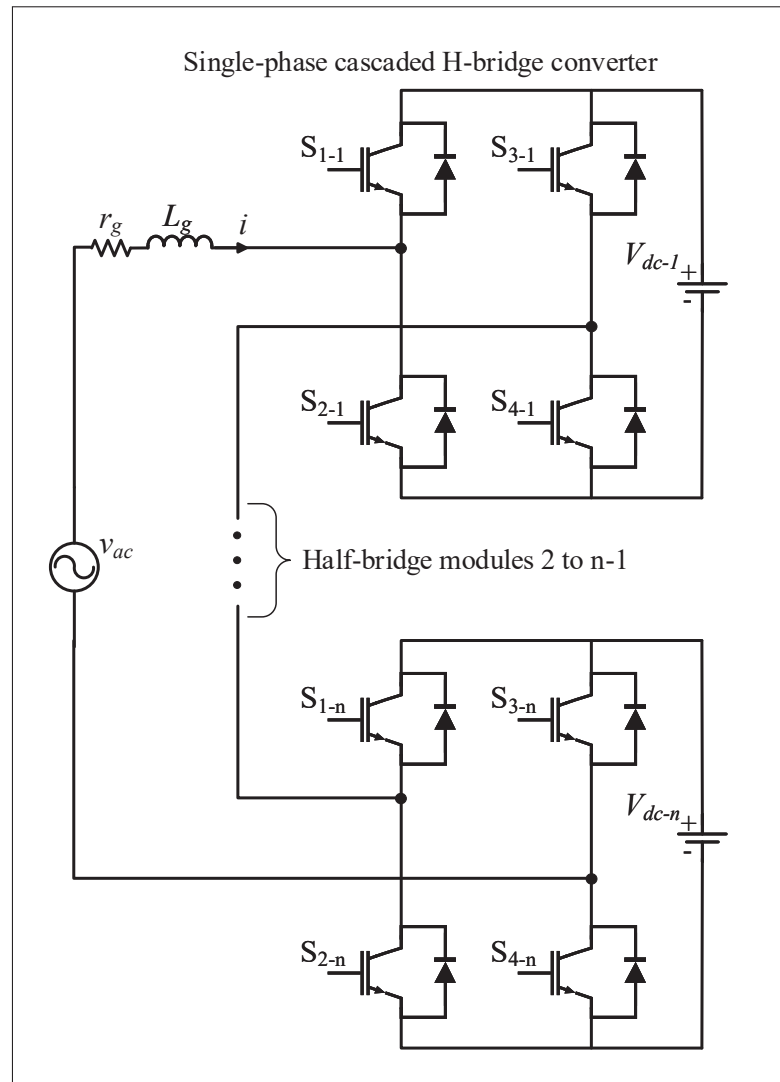 Single-phase cascaded H-bridge converter
S1-1
S3-1
rg
Lg
i
Vdc-1
+
-
S2-1
S4-1
vac
Half-bridge modules 2 to n-1
S1-n
S3-n
Vdc-n
+
-
S2-n
S4-n